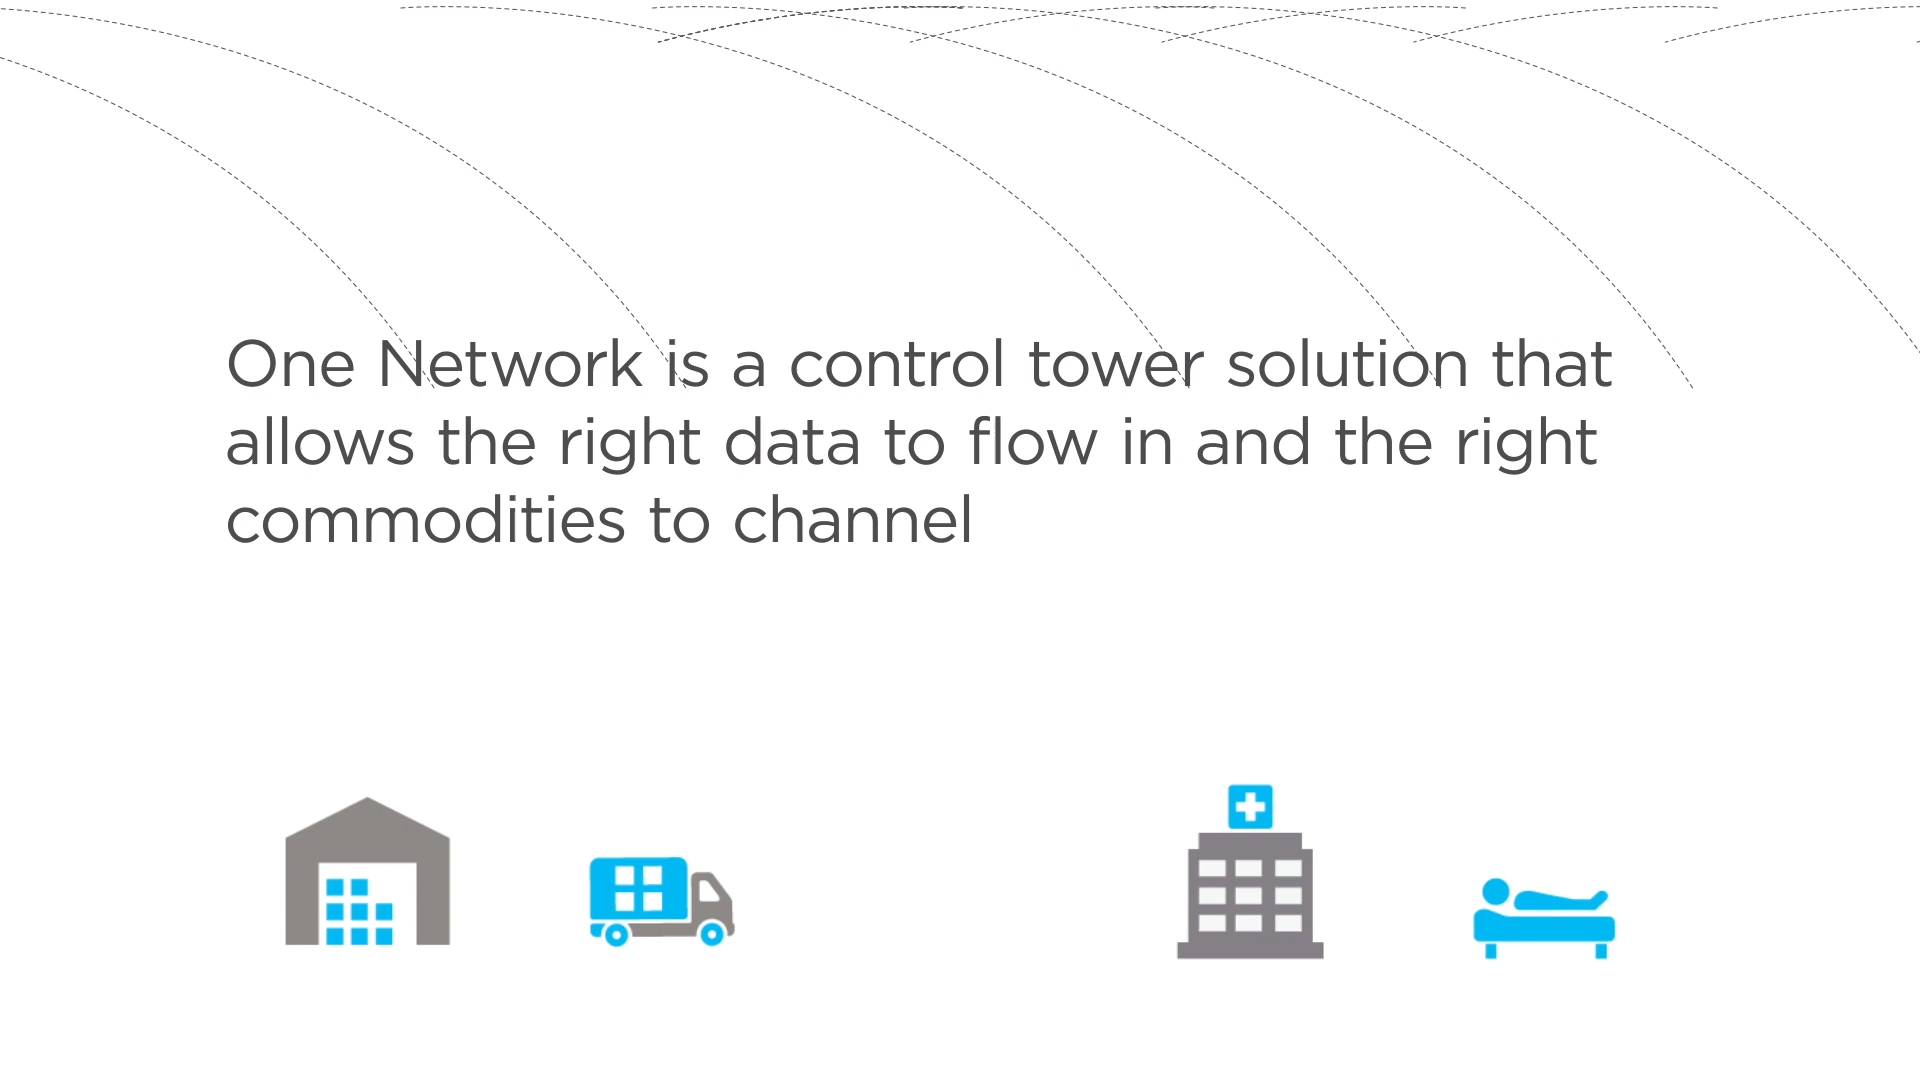 One Network is a control tower solution that
allows the right data to flow in and the right
commodities to channel